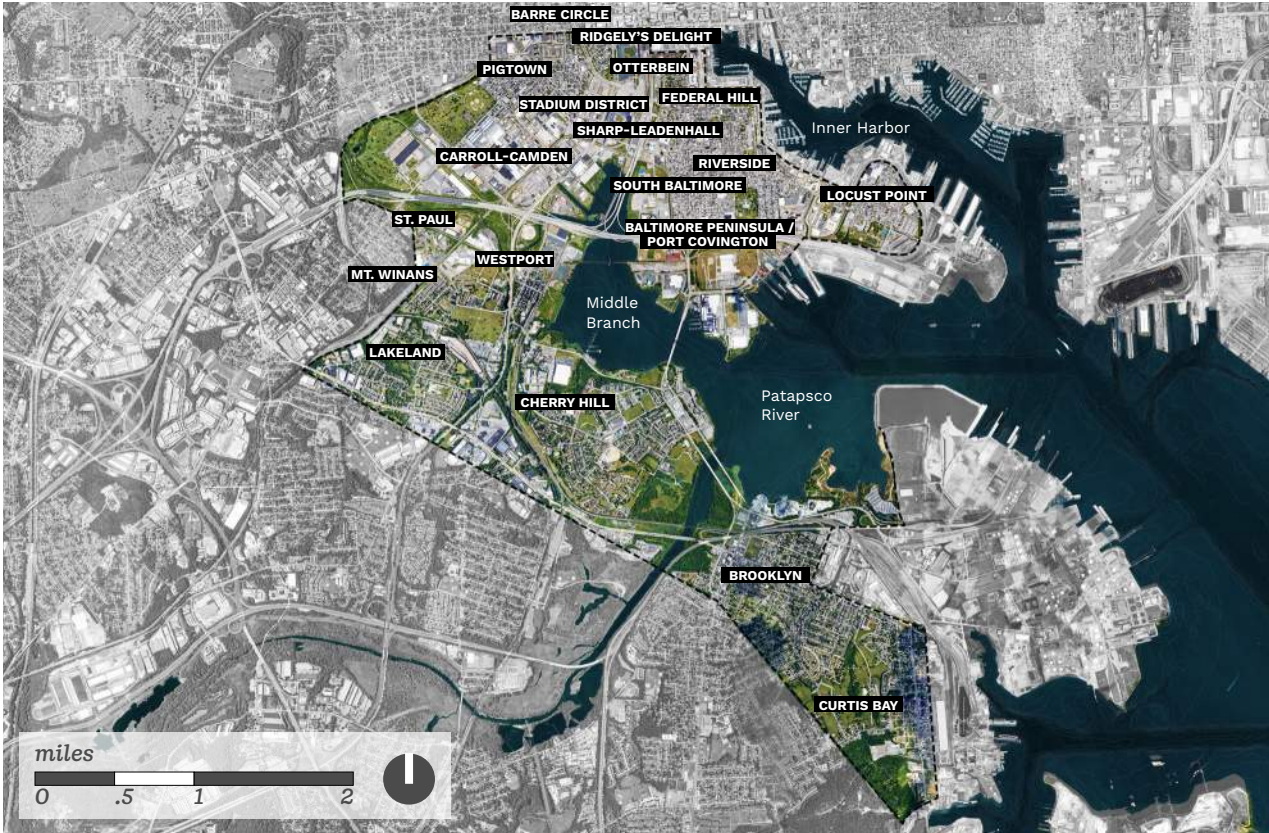 BARRE CIRCLE
RIDGELY'S DELIGHT
OTTERBEIN
PIGTOWN
FEDERAL HILL
STADIUM DISTRICT
SHARP-LEADENHALL
Inner Harbor
CARROLL-CAMDEN
RIVERSIDE
SOUTH BALTIMORE
LOCUST POINT
ST. PAUL
BALTIMORE PENINSULA /
PORT COVINGTON
WESTPORT
MT. WINANS
Middle
Branch
LAKELAND
Patapsco
River
CHERRY HILL
BROOKLYN
CURTIS BAY
miles
0 .5 1 2